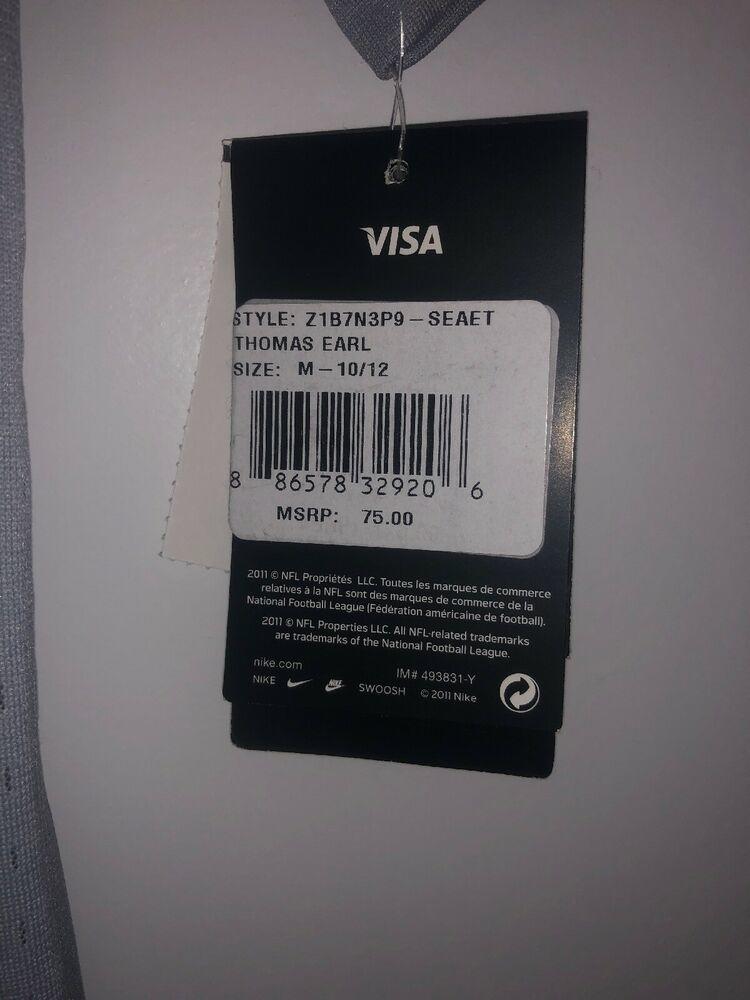 VISA
STYLE: Z1B7N3P9 – SEAET
THOMAS EARL
SIZE: M – 10/12
8 86578 32920 6
MSRP: 75.00
2011 © NFL Propriétés LLC. Toutes les marques de commerce
relatives à la NFL sont des marques de commerce de la
National Football League (Fédération américaine de football).
2011 © NFL Properties LLC. All NFL-related trademarks
are trademarks of the National Football League.
nike.com
IM# 493831-Y
NIKE NIKE SWOOSH © 2011 Nike